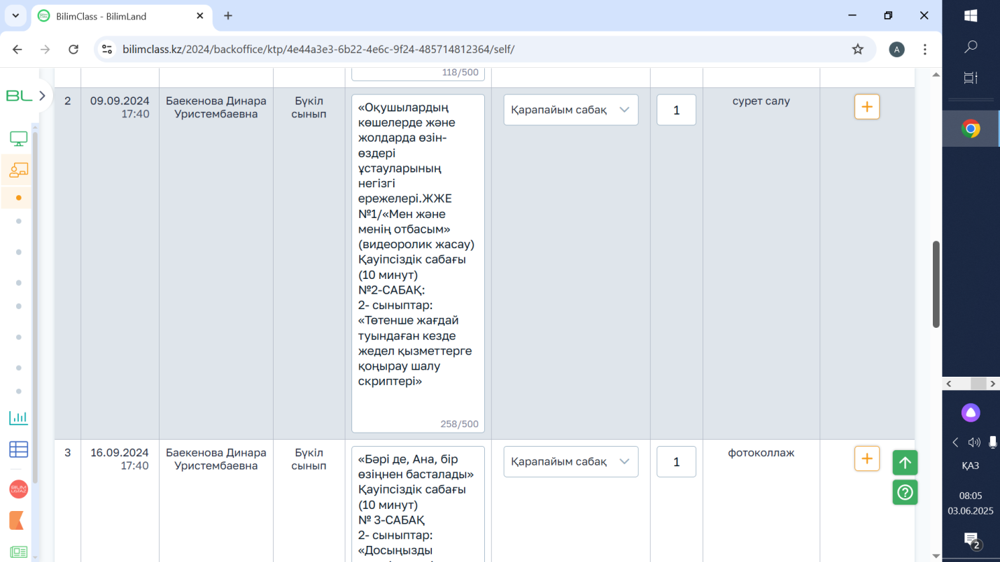 BilimClass - BilimLand
bilimclass.kz/2024/backoffice/ktp/4e44a3e3-6b22-4e6c-9f24-485714812364/self/
A
BL
118/500
2
09.09.2024
17:40
Баекенова Динара
Уристембаевна
Бүкіл
сынып
«Оқушылардың
көшелерде және
жолдарда өзін-
өздері
ұстауларының
негізгі
ережелері.ЖЖЕ
№1/«Мен және
менің отбасым»
(видеоролик жасау)
Қауіпсіздік сабағы
(10 минут)
№2-САБАҚ:
2- сыныптар:
«Төтенше жағдай
туындаған кезде
жедел қызметтерге
қоңырау шалу
скриптері»
258/500
Қарапайым сабақ
1
сурет салу
3
16.09.2024
17:40
Баекенова Динара
Уристембаевна
Бүкіл
сынып
«Бәрі де, Ана, бір
өзіңнен басталады»
Қауіпсіздік сабағы
(10 минут)
№ 3-САБАҚ
2- сыныптар:
«Досыңызды
Қарапайым сабақ
1
фотоколлаж
BILIM
USTAZ
ҚАЗ
08:05
03.06.2025
2